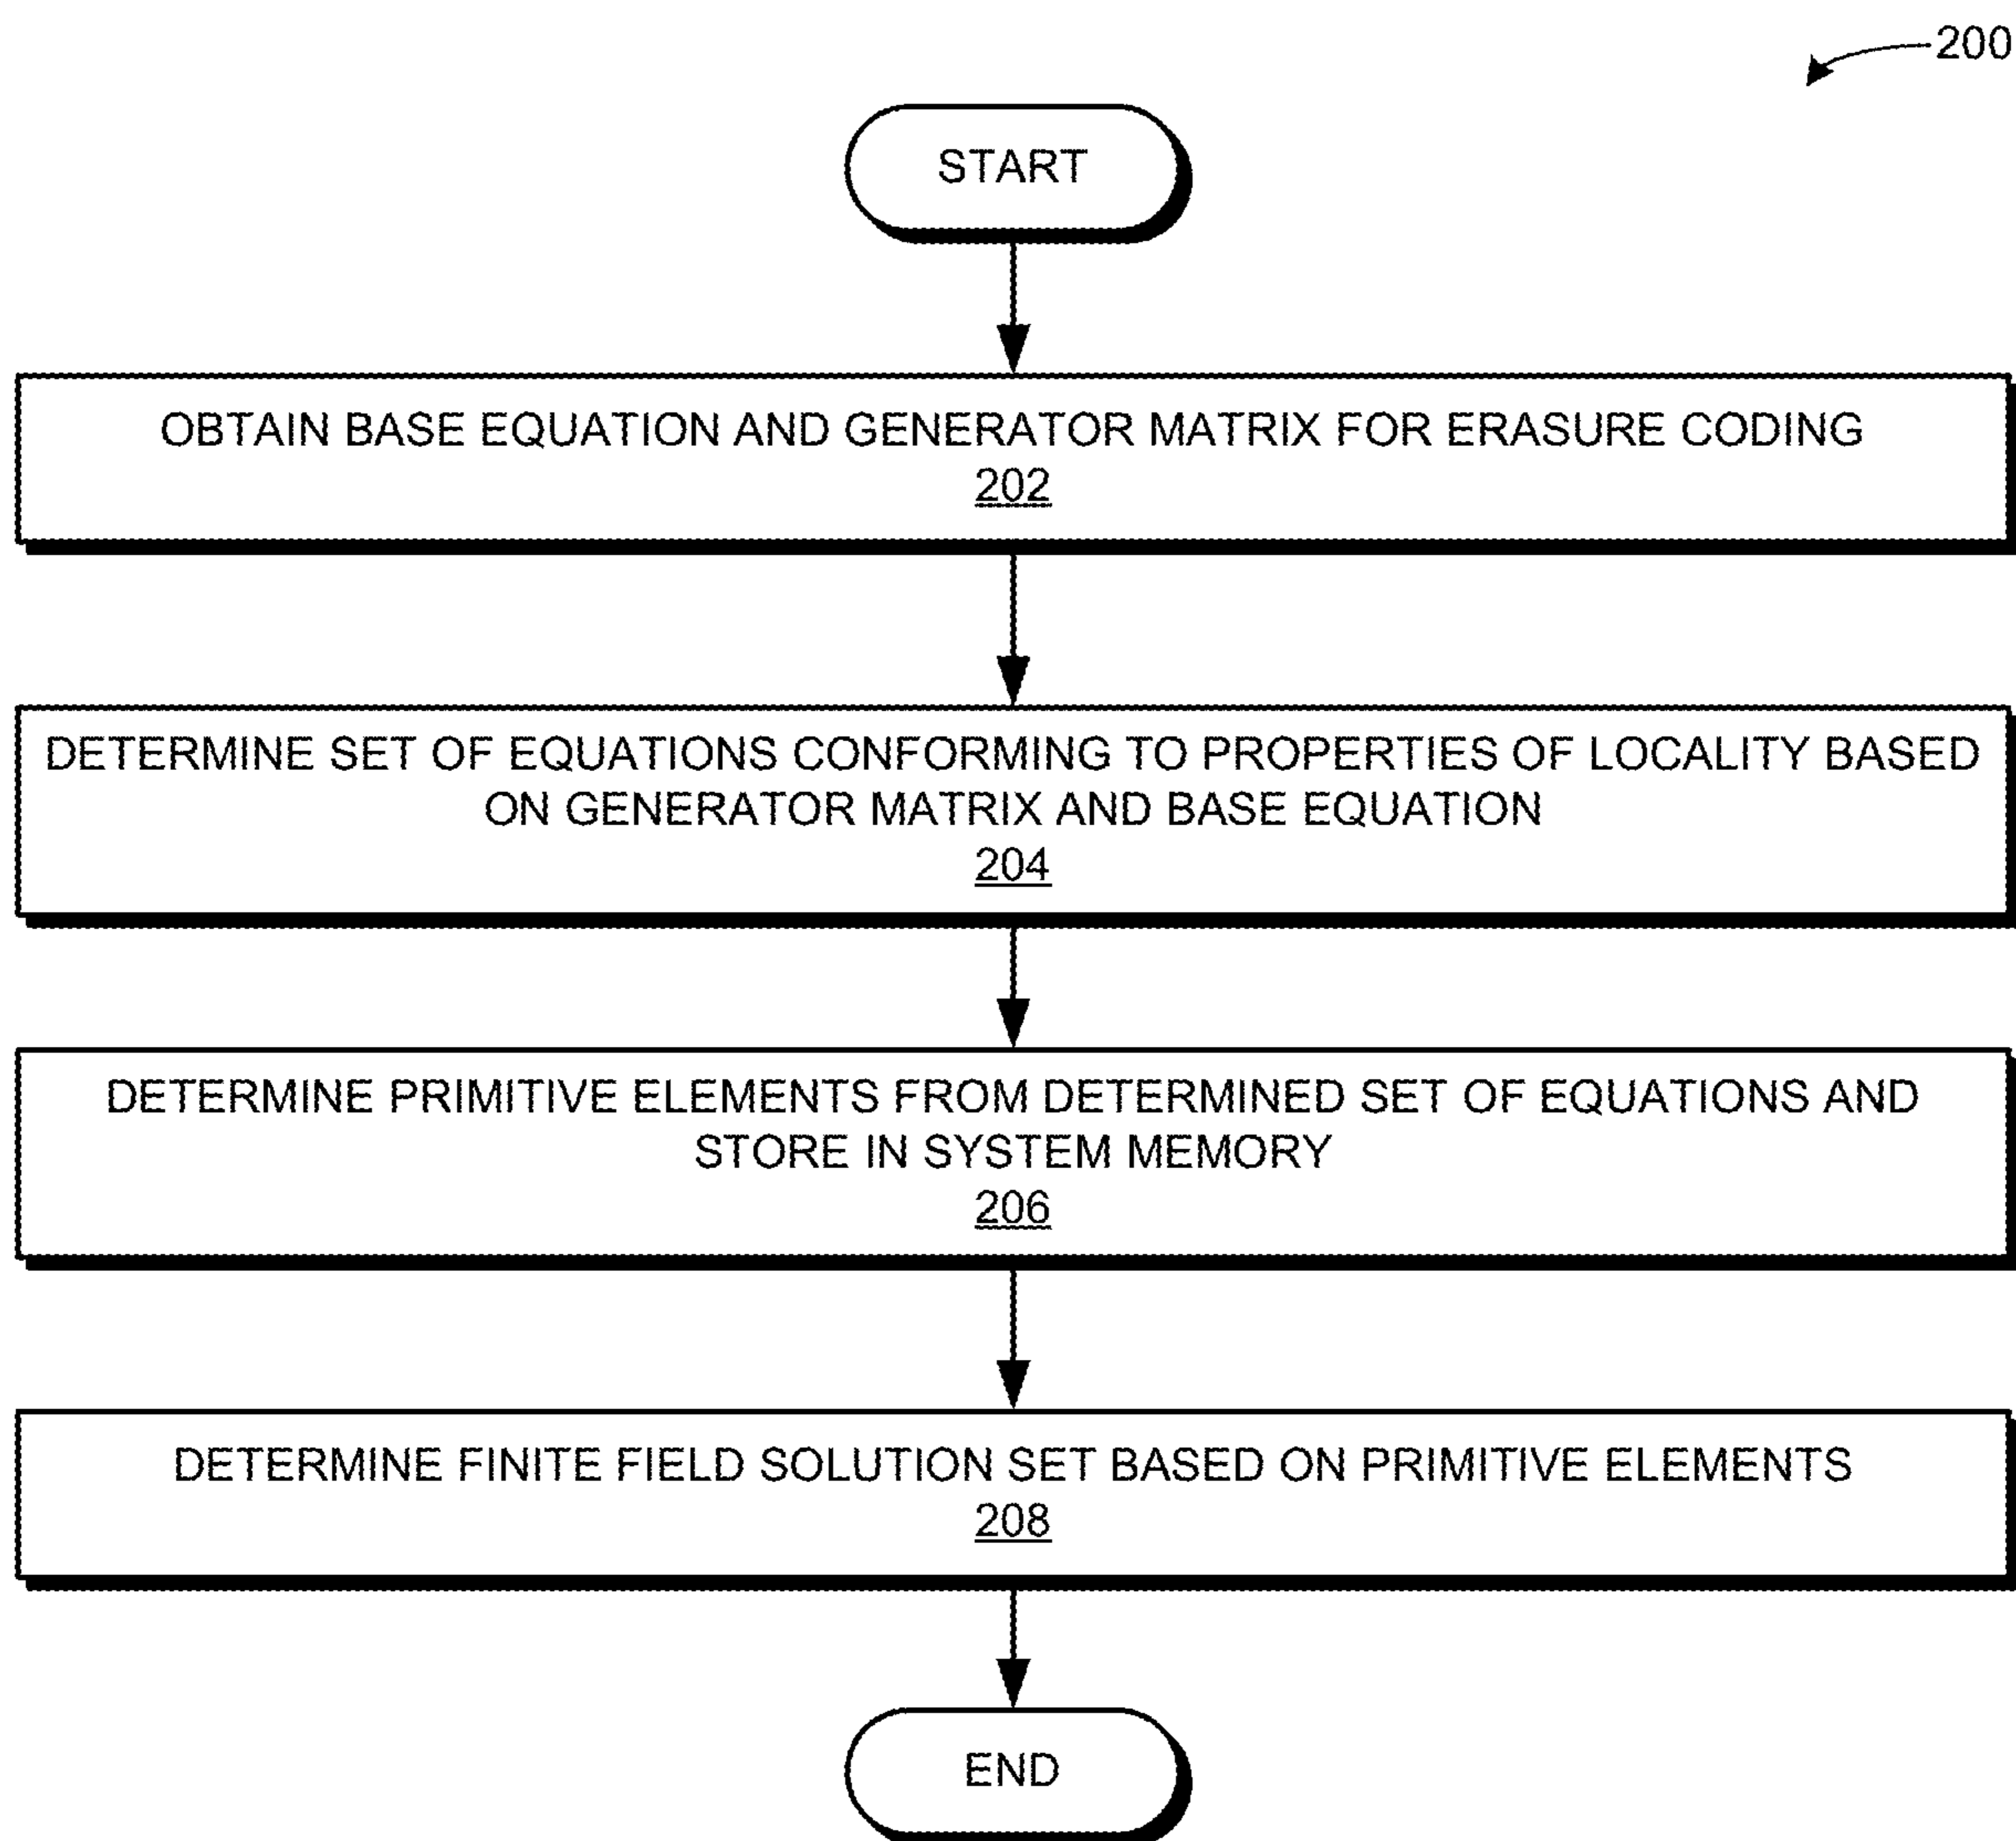 200
START
OBTAIN BASE EQUATION AND GENERATOR MATRIX FOR ERASURE CODING
202
DETERMINE SET OF EQUATIONS CONFORMING TO PROPERTIES OF LOCALITY BASED
ON GENERATOR MATRIX AND BASE EQUATION
204
DETERMINE PRIMITIVE ELEMENTS FROM DETERMINED SET OF EQUATIONS AND
STORE IN SYSTEM MEMORY
206
DETERMINE FINITE FIELD SOLUTION SET BASED ON PRIMITIVE ELEMENTS
208
END